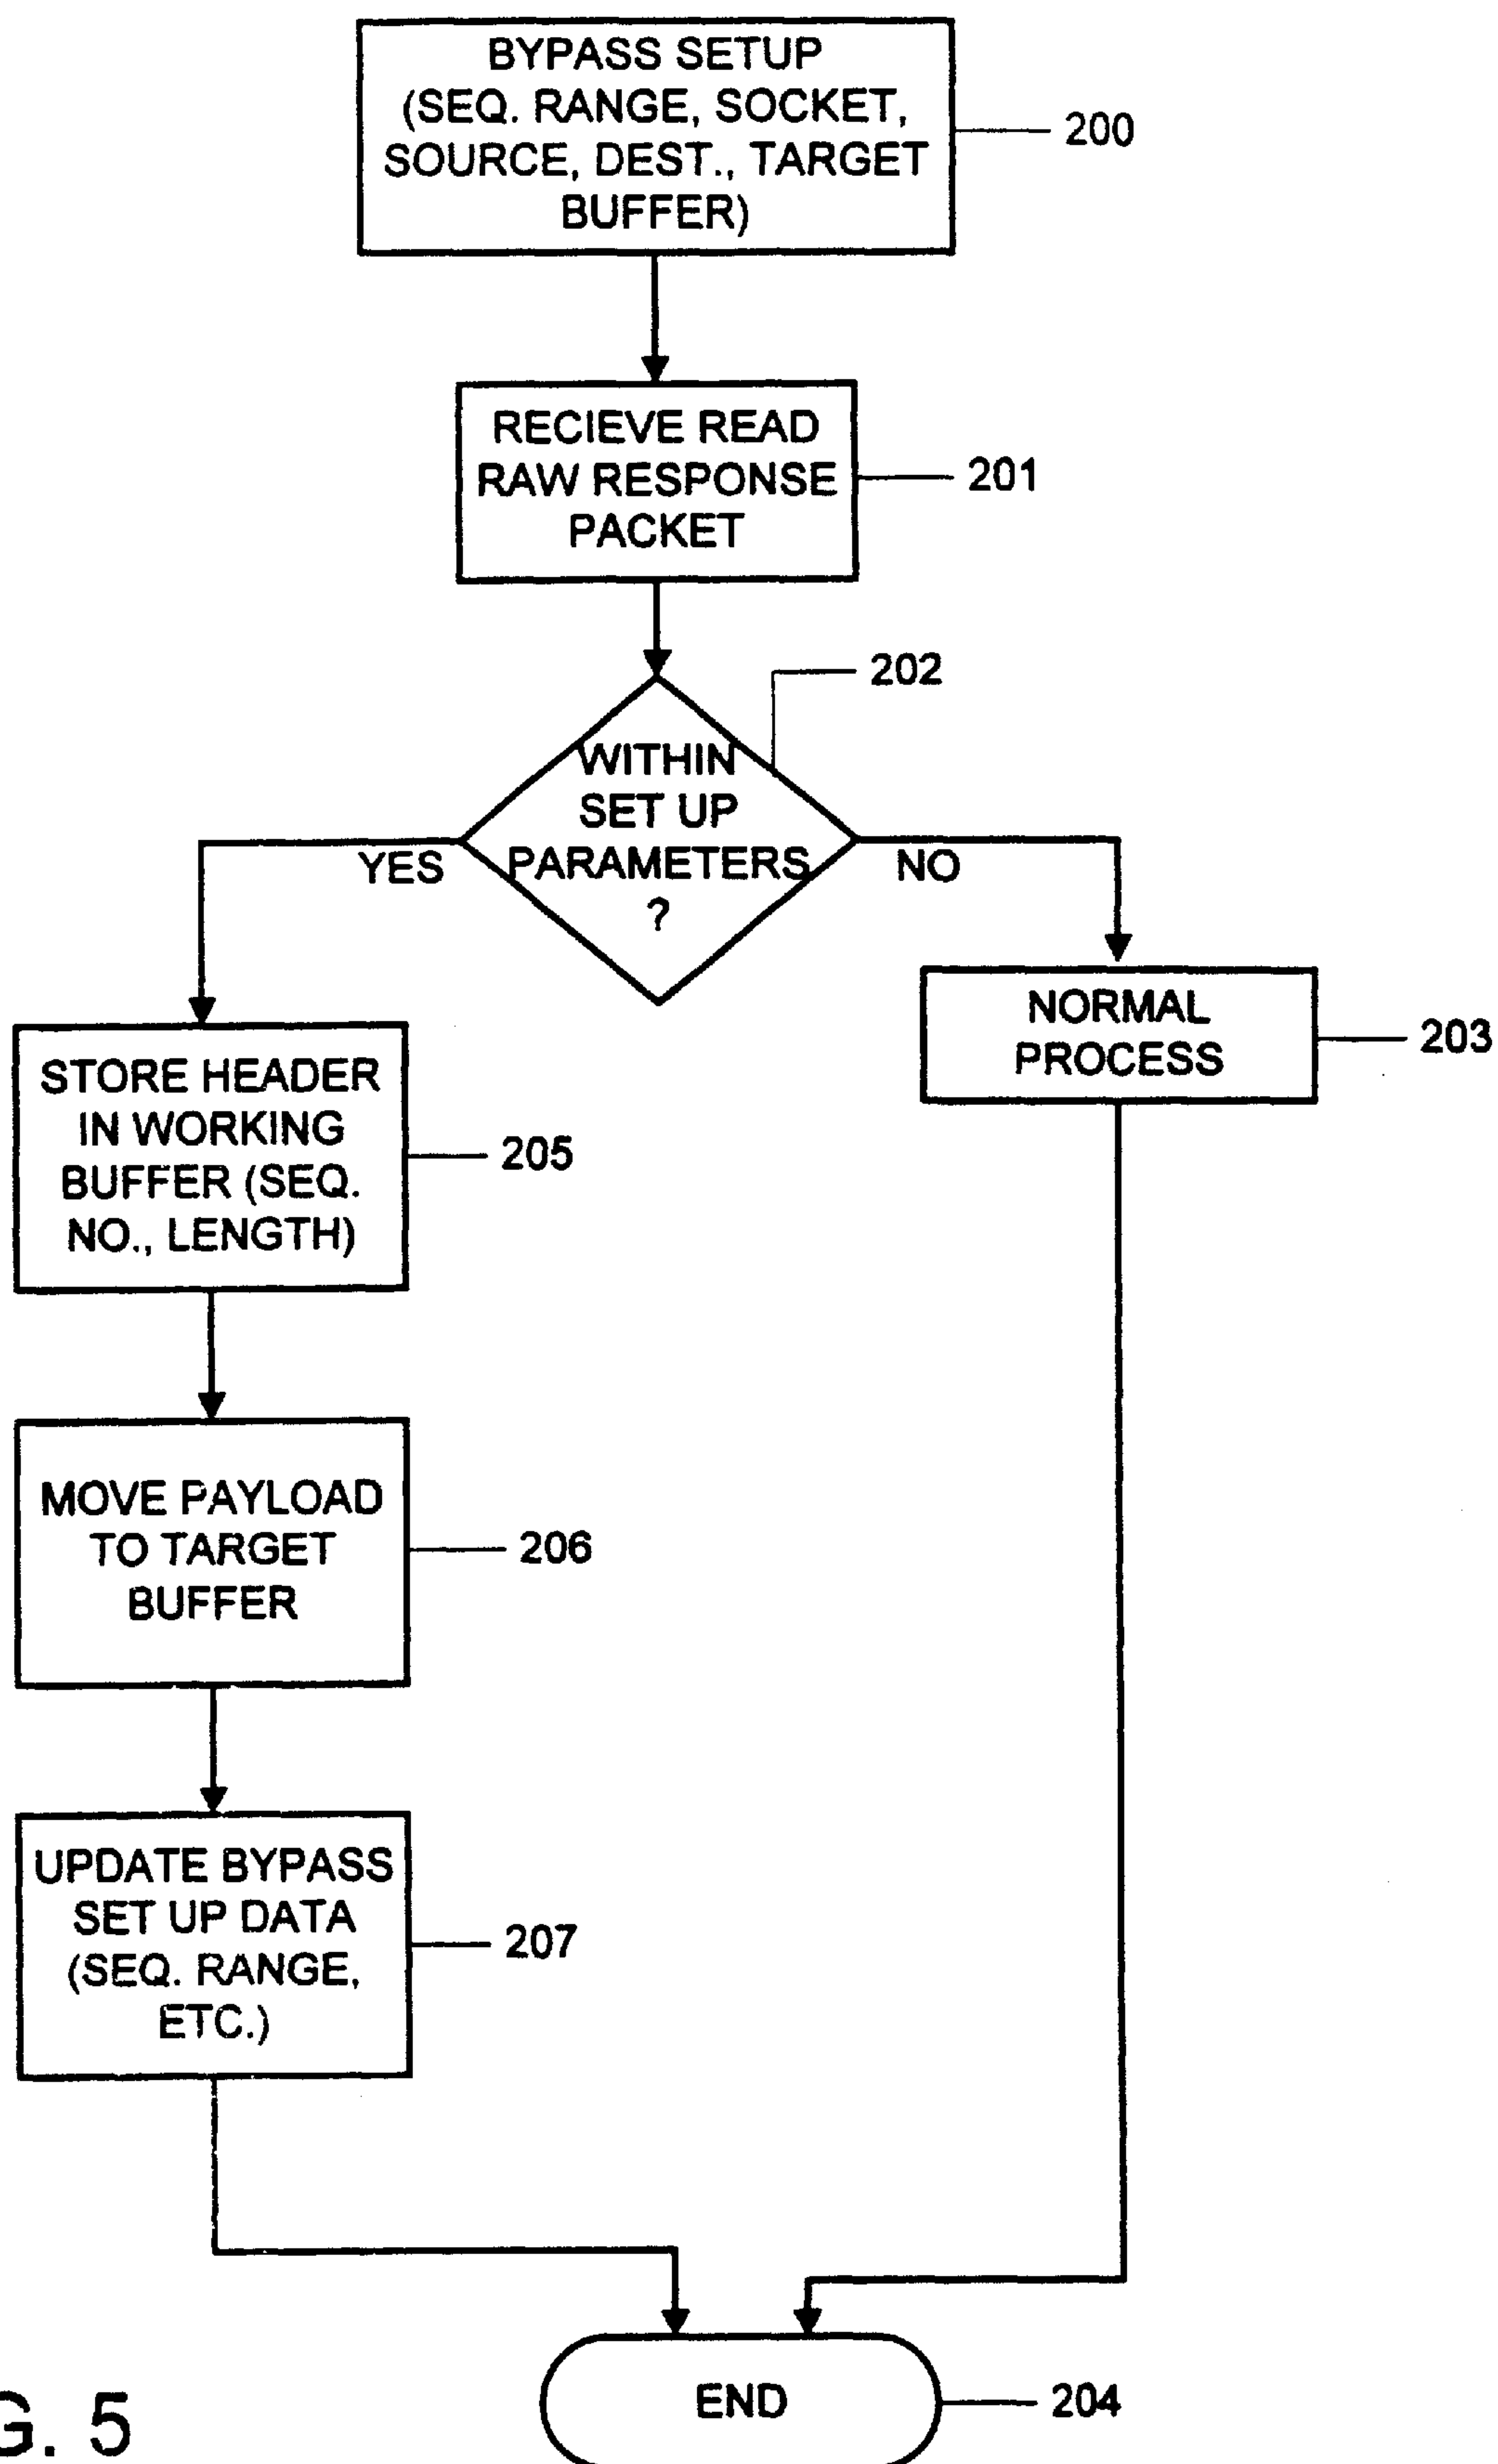 BYPASS SETUP
(SEQ. RANGE, SOCKET,
SOURCE, DEST., TARGET
BUFFER)
200
RECIEVE READ
RAW RESPONSE
PACKET
201
202
WITHIN
SET UP
PARAMETERS
?
YES
NO
NORMAL
PROCESS
203
STORE HEADER
IN WORKING
BUFFER (SEQ.
NO., LENGTH)
205
MOVE PAYLOAD
TO TARGET
BUFFER
206
UPDATE BYPASS
SET UP DATA
(SEQ. RANGE,
ETC.)
207
END
204
G. 5